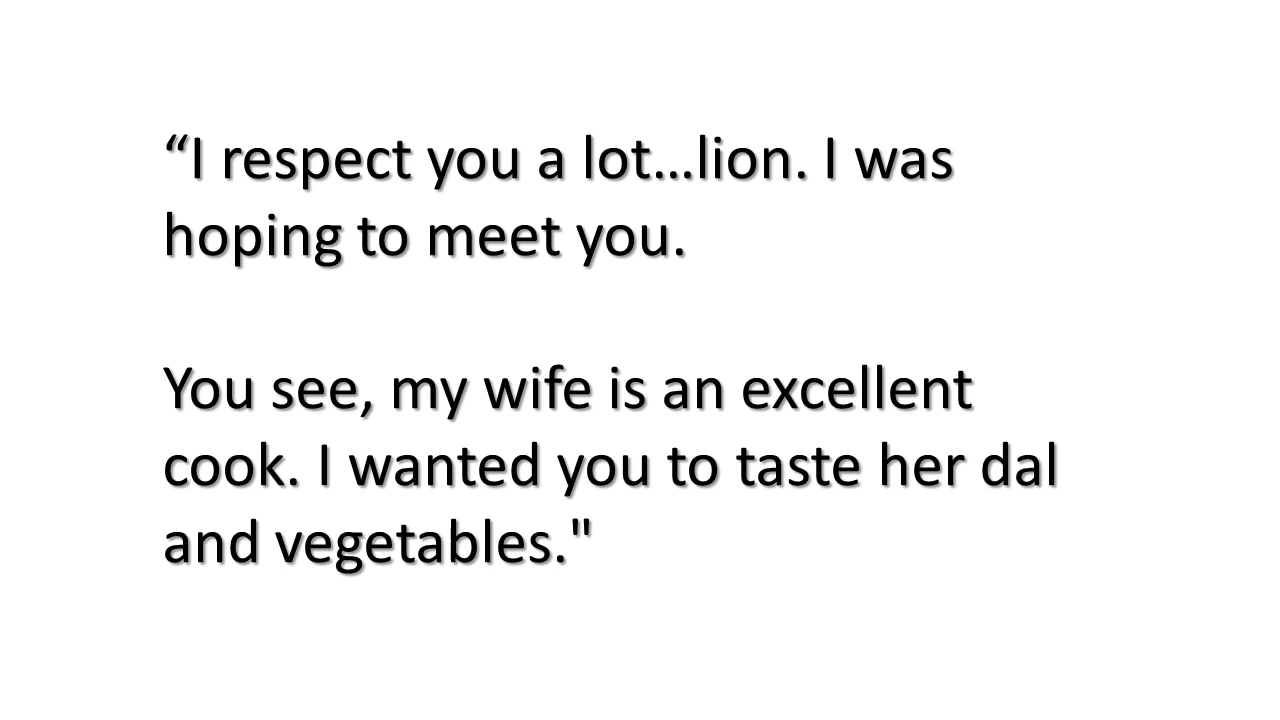 “I respect you a lot…lion. I was
hoping to meet you.
You see, my wife is an excellent
cook. I wanted you to taste her dal
and vegetables."